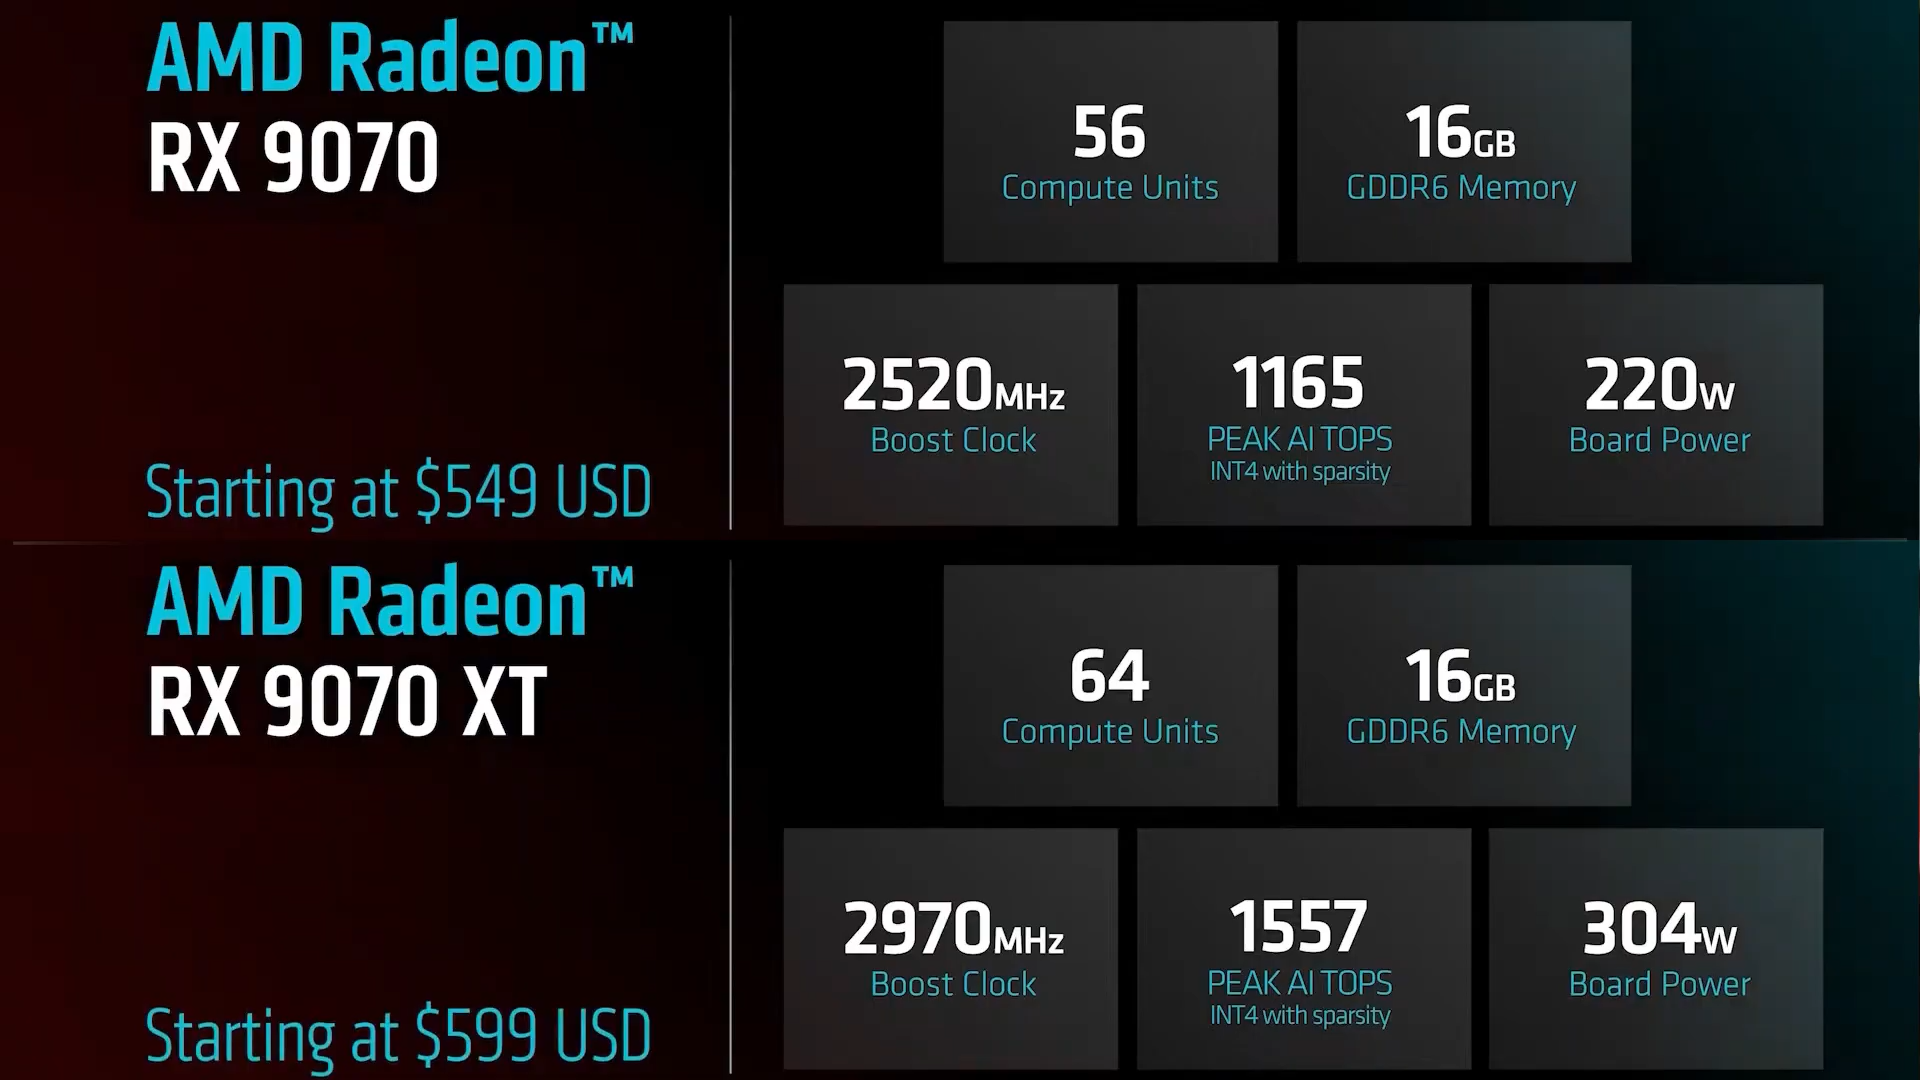 AMD Radeon™
RX 9070
Starting at $549 USD
56
Compute Units
16GB
GDDR6 Memory
2520MHz
Boost Clock
1165
PEAK AI TOPS
INT4 with sparsity
220W
Board Power
AMD Radeon™
RX 9070 XT
Starting at $599 USD
64
Compute Units
16GB
GDDR6 Memory
2970MHz
Boost Clock
1557
PEAK AI TOPS
INT4 with sparsity
304W
Board Power